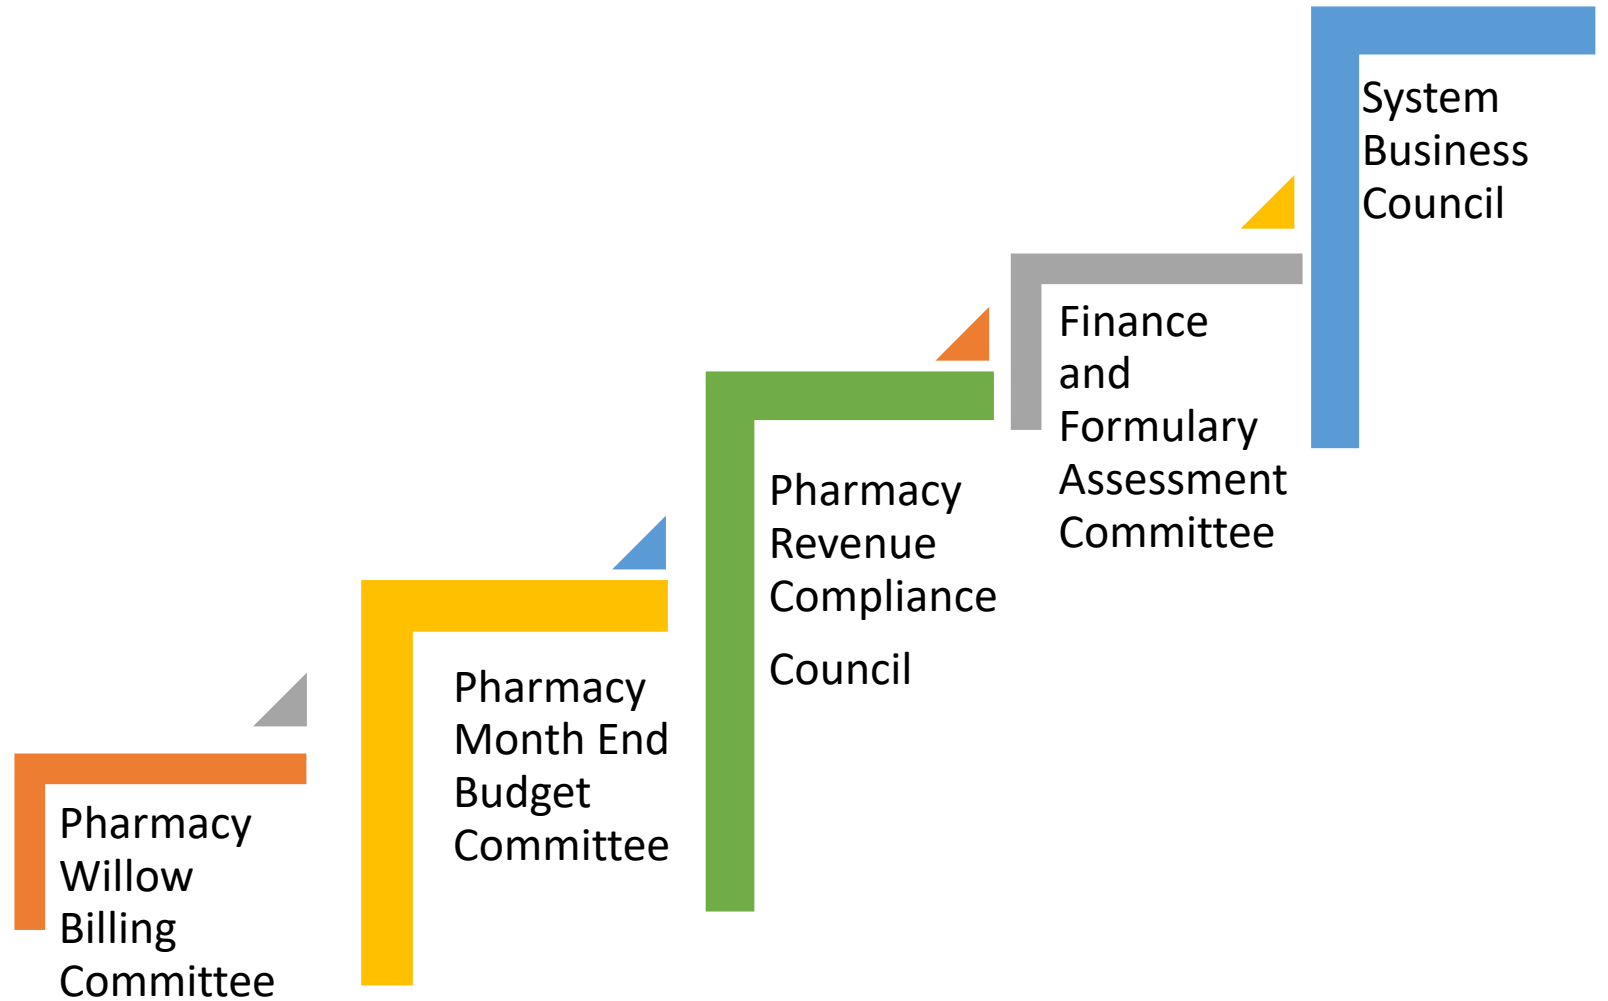 Pharmacy
Willow
Billing
Committee
Pharmacy
Month End
Budget
Committee
Pharmacy
Revenue
Compliance
Council
Finance
and
Formulary
Assessment
Committee
System
Business
Council